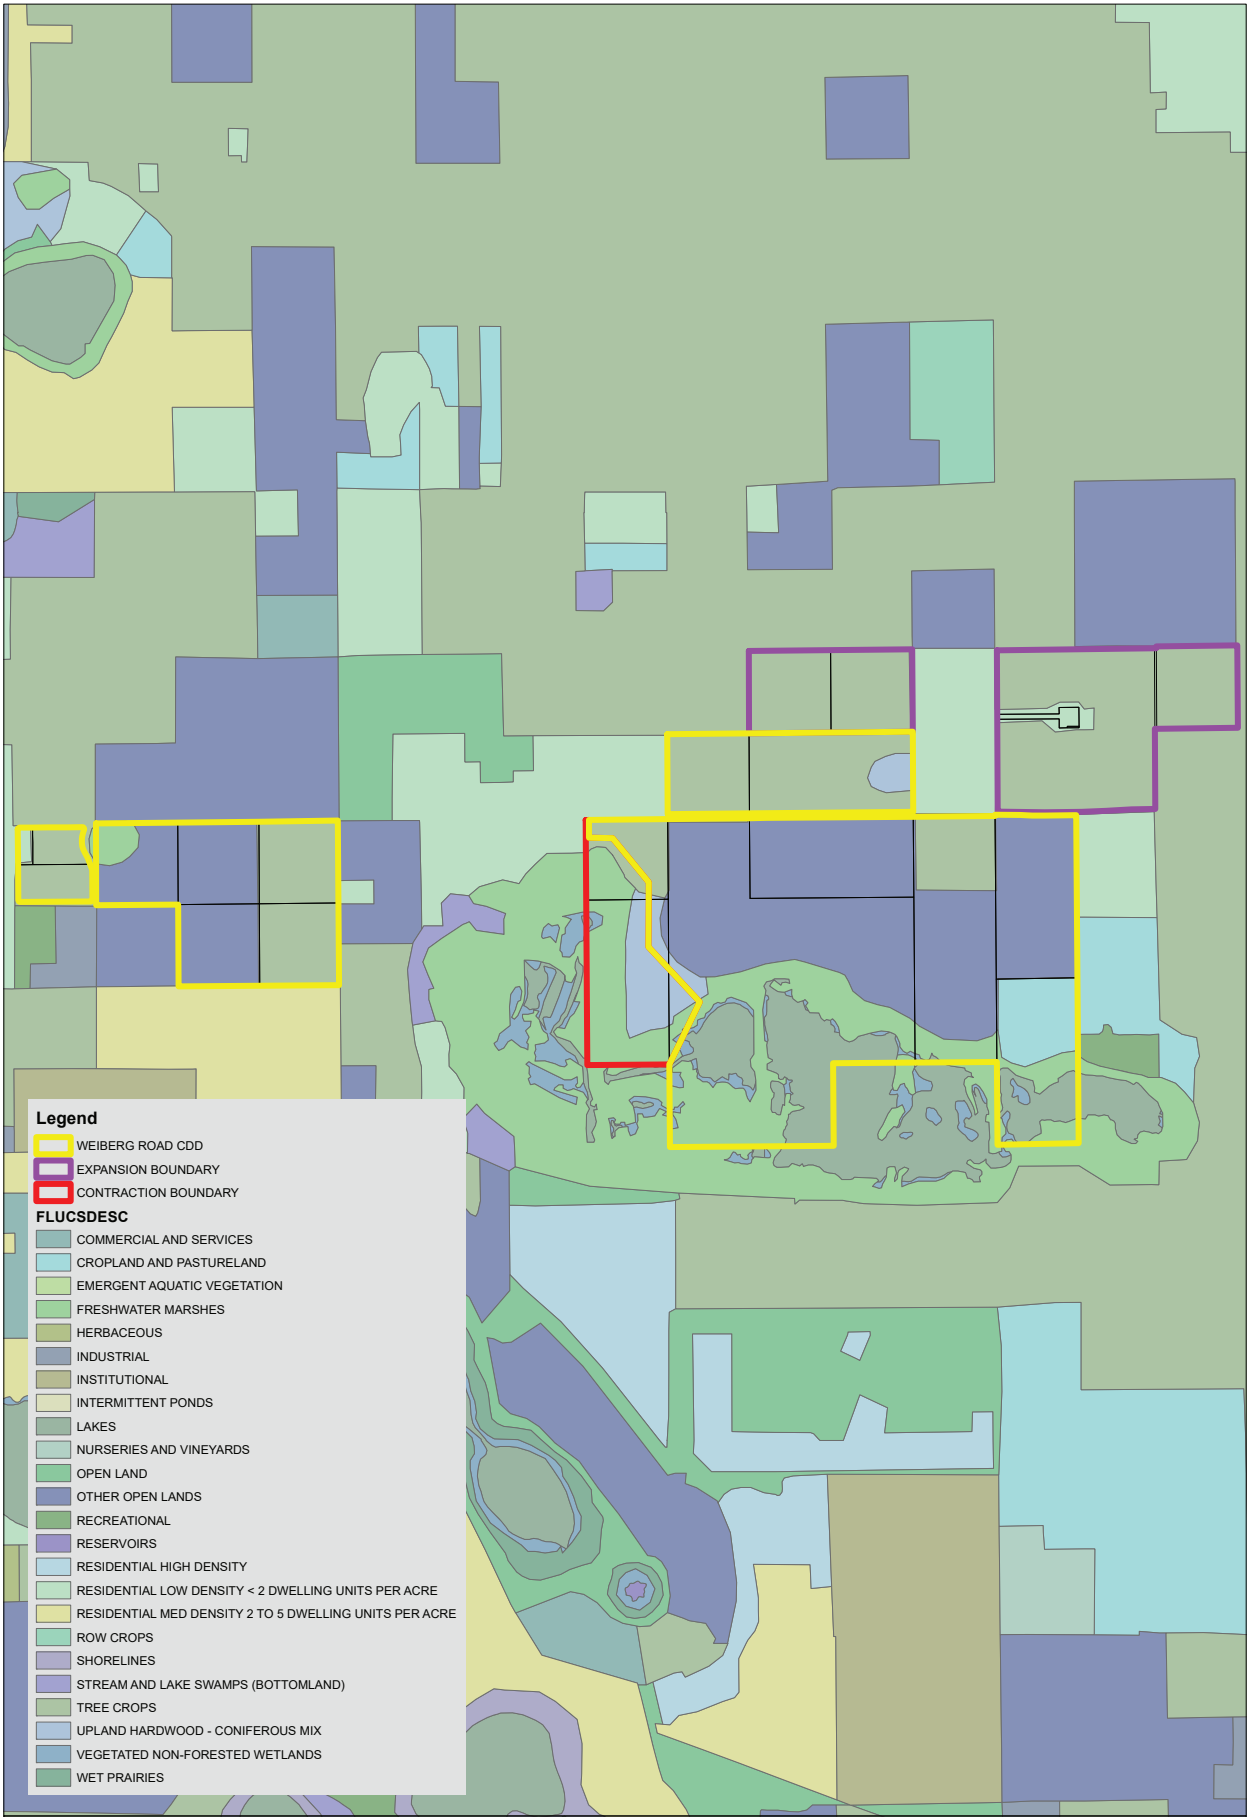 Legend
WEIBERG ROAD CDD
EXPANSION BOUNDARY
CONTRACTION BOUNDARY
FLUCSDESC
COMMERCIAL AND SERVICES
CROPLAND AND PASTURELAND
EMERGENT AQUATIC VEGETATION
FRESHWATER MARSHES
HERBACEOUS
INDUSTRIAL
INSTITUTIONAL
INTERMITTENT PONDS
LAKES
NURSERIES AND VINEYARDS
OPEN LAND
OTHER OPEN LANDS
RECREATIONAL
RESERVOIRS
RESIDENTIAL HIGH DENSITY
RESIDENTIAL LOW DENSITY < 2 DWELLING UNITS PER ACRE
RESIDENTIAL MED DENSITY 2 TO 5 DWELLING UNITS PER ACRE
ROW CROPS
SHORELINES
STREAM AND LAKE SWAMPS (BOTTOMLAND)
TREE CROPS
UPLAND HARDWOOD - CONIFEROUS MIX
VEGETATED NON-FORESTED WETLANDS
WET PRAIRIES